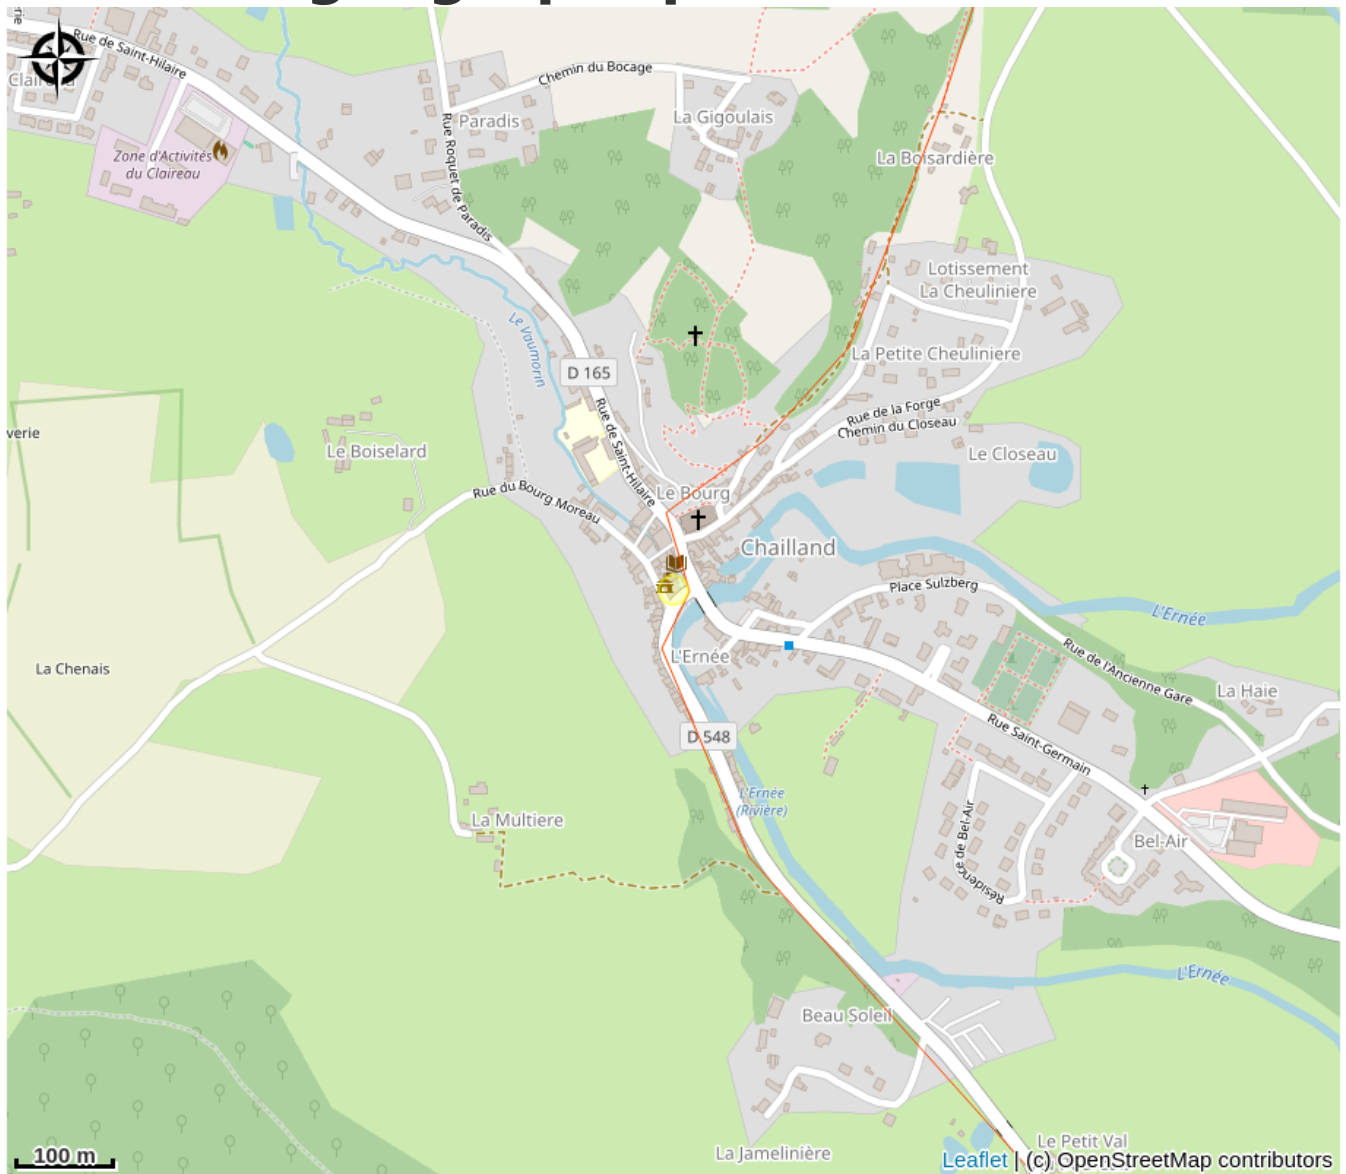 Rue de Saint-Hilaire
Chemin du Bocage
Paradis
La Gigoulais
Rue Roquet de Paradis
Zone d'Activités
du Claireau
La Boisardière
Lotissement
La Cheuliniere
Le Vaumorin
D 165
La Petite Cheuliniere
Rue de la Forge
Chemin du Closeau
Rue de Saint-Hilaire
verie
Le Boiselard
Le Closeau
Rue du Bourg Moreau
Le Bourg
Chailland
Place Sulzberg
L'Ernée
L'Ernée
La Chenais
Rue de l'Ancienne Gare
La Haie
D 548
Rue Saint-Germain
L'Ernée
(Rivière)
La Multiere
Résidence de Bel-Air
Bel-Air
L'Ernée
Beau Soleil
La Jamelinière
Le Petit Val
100 m
Leaflet | (c) OpenStreetMap contributors